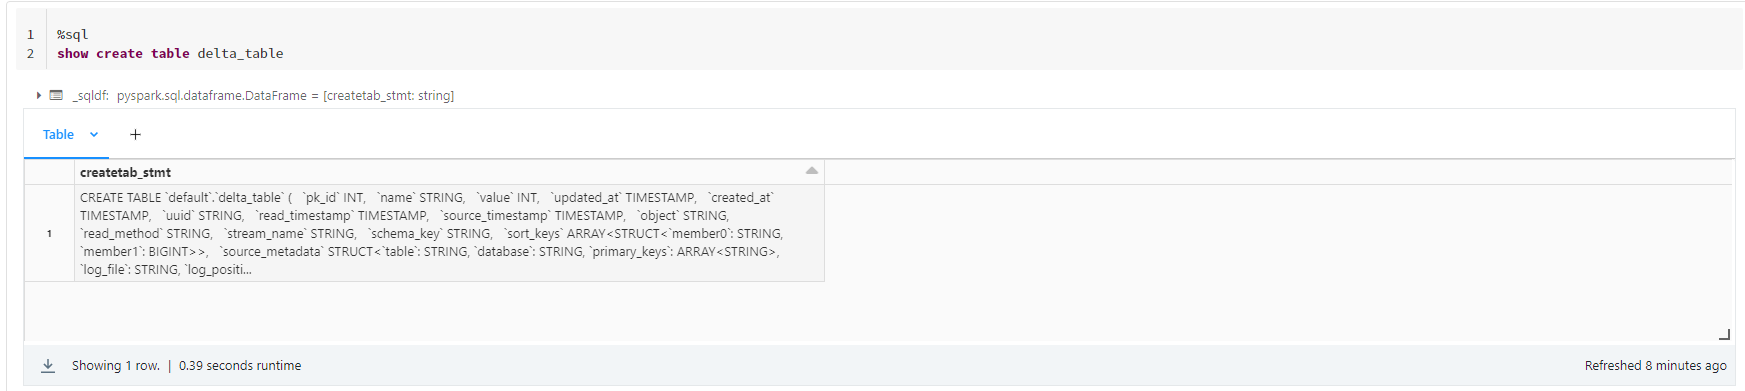 1 %sql
2 show create table delta_table
_sqldf: pyspark.sql.dataframe.DataFrame = [createtab_stmt: string]
Table +
createtab_stmt
CREATE TABLE `default`.`delta_table` ( `pk_id` INT, `name` STRING, `value` INT, `updated_at` TIMESTAMP, `created_at`
TIMESTAMP, `uuid` STRING, `read_timestamp` TIMESTAMP, `source_timestamp` TIMESTAMP, `object` STRING,
1 `read_method` STRING, `stream_name` STRING, `schema_key` STRING, `sort_keys` ARRAY<STRUCT<`member0`: STRING,
`member1`: BIGINT>>, `source_metadata` STRUCT<`table`: STRING, `database`: STRING, `primary_keys`: ARRAY<STRING>,
`log_file`: STRING, `log_positi...
Showing 1 row. | 0.39 seconds runtime Refreshed 8 minutes ago